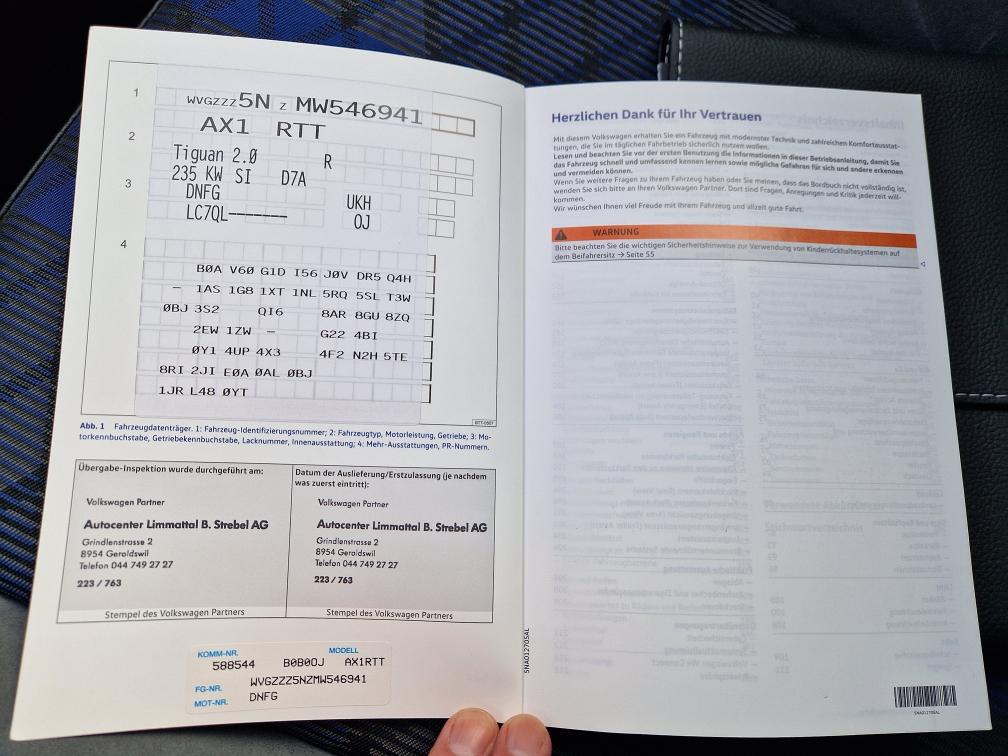 1
WVGZZZ5N Z MW546941
2
AX1 RTT
Tiguan 2.0 R
235 KW SI D7A
3
DNFG UKH
LC7QL------- OJ
4
B0A V60 G1D I56 J0V DR5 Q4H
- 1AS 1G8 1XT 1NL 5RQ 5SL T3W
0BJ 3S2 QI6 8AR 8GU 8ZQ
2EW 1ZW - G22 4BI
0Y1 4UP 4X3 4F2 N2H 5TE
8RI 2JI E0A 0AL 0BJ
1JR L48 0YT
Abb. 1 Fahrzeugdatenträger. 1: Fahrzeug-Identifizierungsnummer; 2: Fahrzeugtyp, Motorleistung, Getriebe; 3: Mo-
torkennbuchstabe, Getriebekennbuchstabe, Lacknummer, Innenausstattung; 4: Mehr-Ausstattungen, PR-Nummern.
Übergabe-Inspektion wurde durchgeführt am:
Volkswagen Partner
Autocenter Limmattal B. Strebel AG
Grindlenstrasse 2
8954 Geroldswil
Telefon 044 749 27 27
223 / 763
Stempel des Volkswagen Partners
Datum der Auslieferung/Erstzulassung (je nachdem
was zuerst eintritt):
Volkswagen Partner
Autocenter Limmattal B. Strebel AG
Grindlenstrasse 2
8954 Geroldswil
Telefon 044 749 27 27
223 / 763
Stempel des Volkswagen Partners
KOMM-NR. MODELL
588544 B0B0OJ AX1RTT
FG-NR. WVGZZZ5NZMW546941
MOT-NR. DNFG
Herzlichen Dank für Ihr Vertrauen
Mit diesem Volkswagen erhalten Sie ein Fahrzeug mit modernster Technik und zahlreichen Komfortausstat-
tungen, die Sie im täglichen Fahrbetrieb sicherlich nutzen wollen.
Lesen und beachten Sie vor der ersten Benutzung die Informationen in dieser Betriebsanleitung, damit Sie
das Fahrzeug schnell und umfassend kennen lernen sowie mögliche Gefahren für sich und andere erkennen
und vermeiden können.
Wenn Sie weitere Fragen zu Ihrem Fahrzeug haben oder Sie meinen, dass das Bordbuch nicht vollständig ist,
wenden Sie sich bitte an Ihren Volkswagen Partner. Dort sind Fragen, Anregungen und Kritik jederzeit will-
kommen.
Wir wünschen Ihnen viel Freude mit Ihrem Fahrzeug und allzeit gute Fahrt.
WARNUNG
Bitte beachten Sie die wichtigen Sicherheitshinweise zur Verwendung von Kinderrückhaltesystemen auf
dem Beifahrersitz → Seite 55
5NA012705AL
5NA012705AL